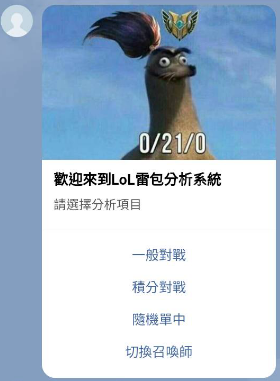 0/21/0
歡迎來到LoL雷包分析系統
請選擇分析項目
一般對戰
積分對戰
隨機單中
切換召喚師